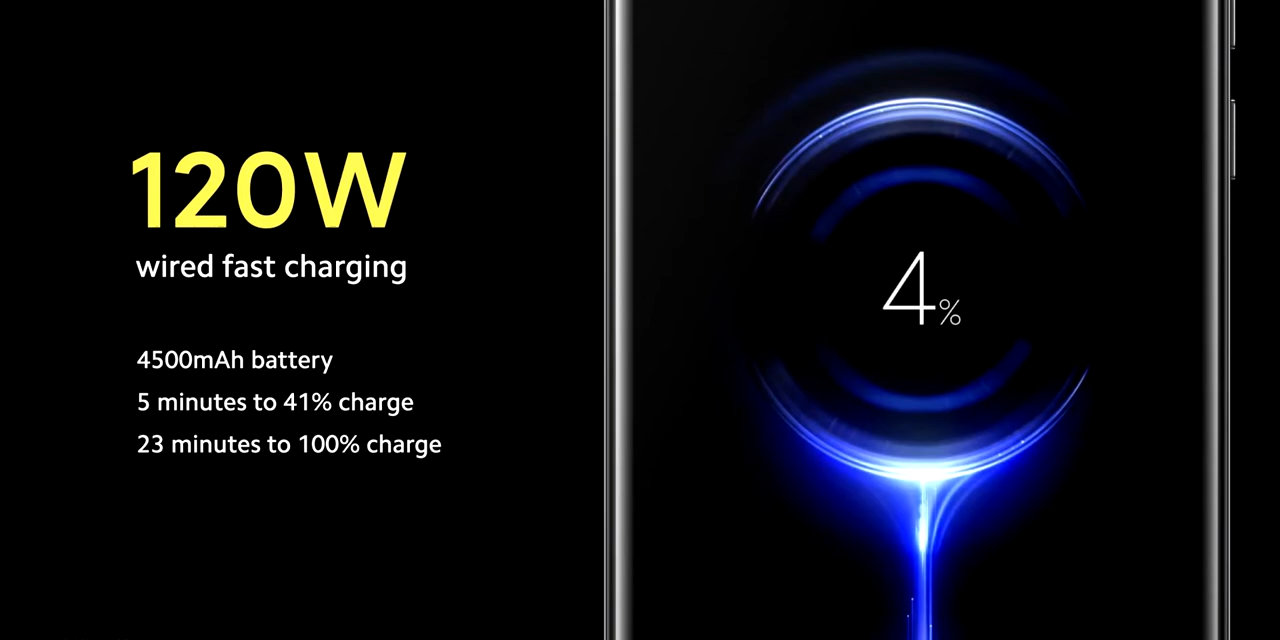 120W
wired fast charging
4500mAh battery
5 minutes to 41% charge
23 minutes to 100% charge
4%